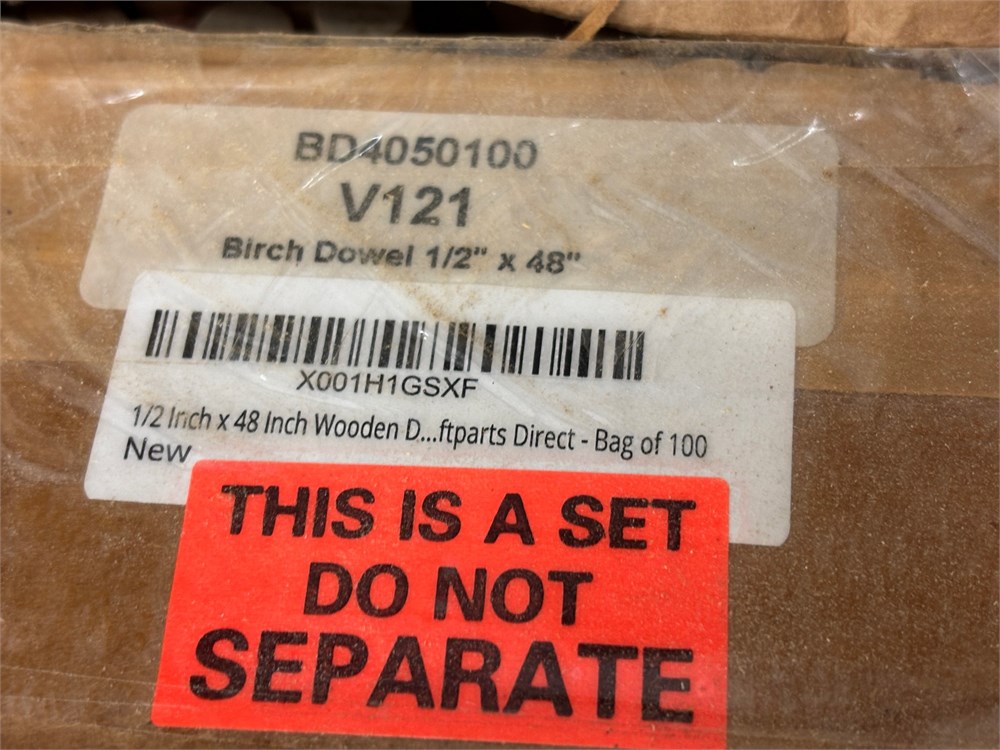 BD4050100
V121
Birch Dowel 1/2" x 48"
X001H1GSXF
1/2 Inch x 48 Inch Wooden D...ftparts Direct - Bag of 100
New
THIS IS A SET
DO NOT
SEPARATE